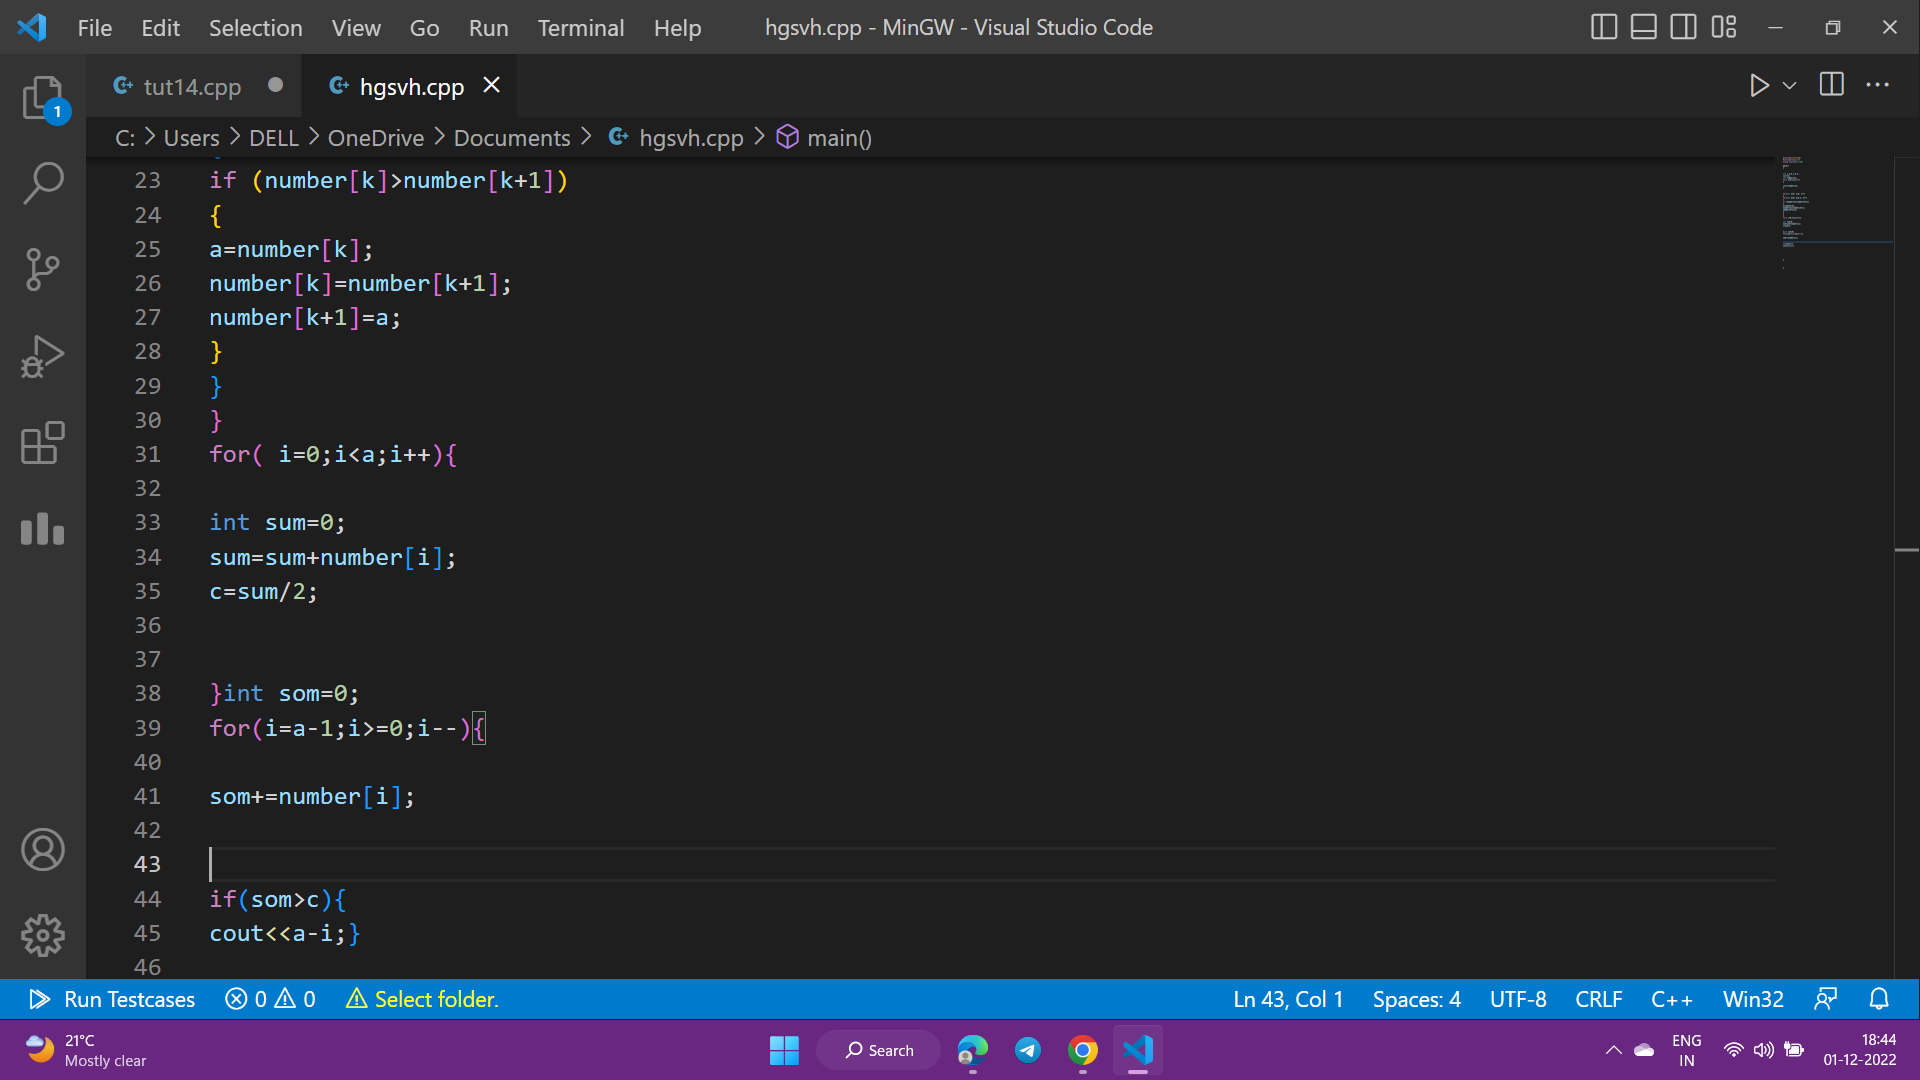 File Edit Selection View Go Run Terminal Help hgsvh.cpp - MinGW - Visual Studio Code
tut14.cpp hgsvh.cpp
1
C: > Users > DELL > OneDrive > Documents > hgsvh.cpp > main()
23 if (number[k]>number[k+1])
24 {
25 a=number[k];
26 number[k]=number[k+1];
27 number[k+1]=a;
28 }
29 }
30 }
31 for( i=0;i<a;i++){
32
33 int sum=0;
34 sum=sum+number[i];
35 c=sum/2;
36
37
38 }int som=0;
39 for(i=a-1;i>=0;i--){
40
41 som+=number[i];
42
43
44 if(som>c){
45 cout<<a-i;}
46
Run Testcases 0 0 Select folder. Ln 43, Col 1 Spaces: 4 UTF-8 CRLF C++ Win32
21°C
Mostly clear
Search
ENG
IN
18:44
01-12-2022